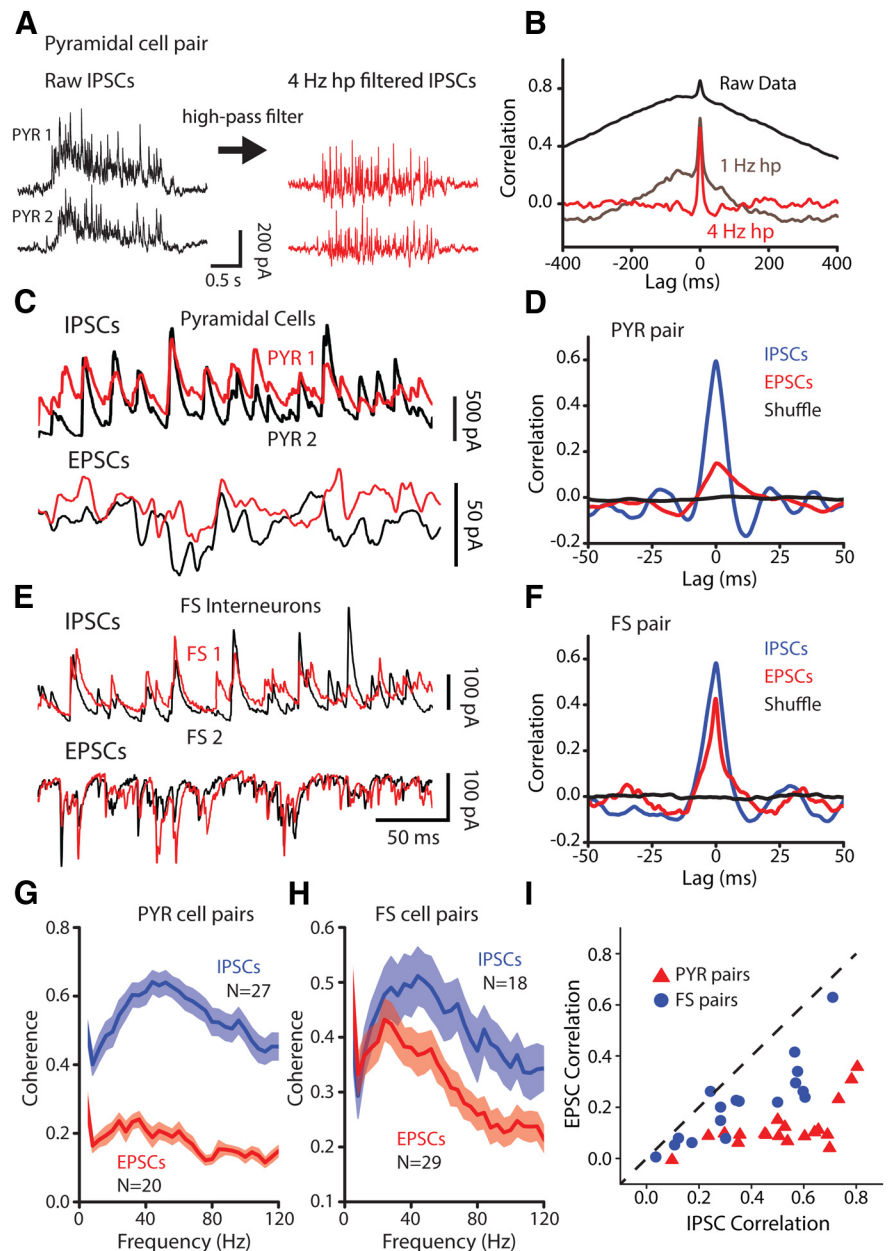 A
Pyramidal cell pair
Raw IPSCs
4 Hz hp filtered IPSCs
high-pass filter
PYR 1
PYR 2
200 pA
0.5 s
B
Correlation
0.8
0.4
0.0
Raw Data
1 Hz hp
4 Hz hp
-400 -200 0 200 400
Lag (ms)
C
IPSCs
Pyramidal Cells
PYR 1
PYR 2
500 pA
EPSCs
50 pA
D
PYR pair
IPSCs
EPSCs
Shuffle
Correlation
0.6
0.4
0.2
0.0
-0.2
-50 -25 0 25 50
Lag (ms)
E
FS Interneurons
IPSCs
FS 1
FS 2
100 pA
EPSCs
100 pA
50 ms
F
FS pair
IPSCs
EPSCs
Shuffle
Correlation
0.6
0.4
0.2
0.0
-0.2
-50 -25 0 25 50
Lag (ms)
G
PYR cell pairs
Coherence
0.8
0.6
0.4
0.2
0.0
IPSCs
N=27
EPSCs
N=20
0 40 80 120
Frequency (Hz)
H
FS cell pairs
0.6
0.5
0.4
0.3
0.2
0.1
IPSCs
N=18
EPSCs
N=29
0 40 80 120
Frequency (Hz)
I
EPSC Correlation
0.8
0.6
0.4
0.2
0.0
PYR pairs
FS pairs
0.0 0.2 0.4 0.6 0.8
IPSC Correlation